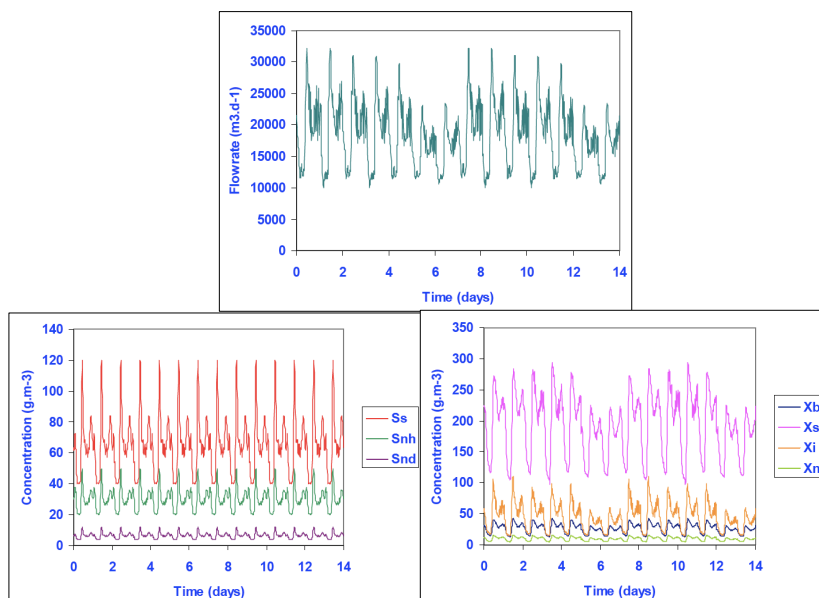 35000
30000
25000
20000
15000
10000
5000
0
Flowrate (m3.d-1)
0 2 4 6 8 10 12 14
Time (days)
140
120
100
80
60
40
20
0
Concentration (g.m-3)
0 2 4 6 8 10 12 14
Time (days)
Ss
Snh
Snd
350
300
250
200
150
100
50
0
Concentration (g.m-3)
0 2 4 6 8 10 12 14
Time (days)
Xb
Xs
Xi
Xn